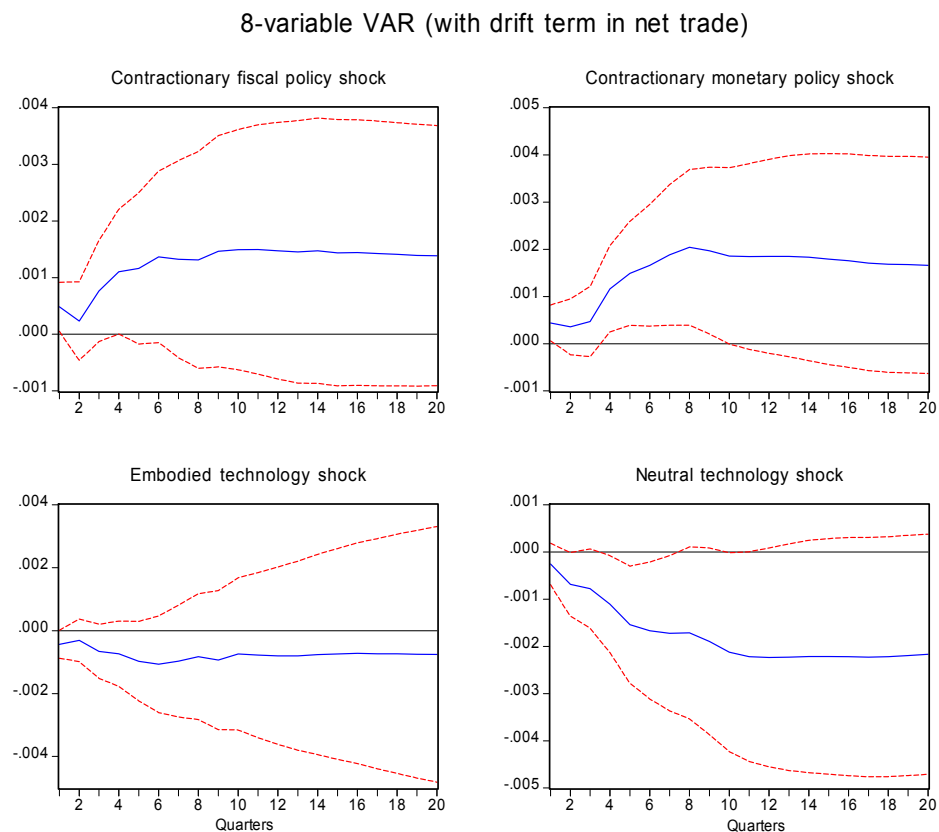 8-variable VAR (with drift term in net trade)
Contractionary fiscal policy shock
.004
.003
.002
.001
.000
-.001
2 4 6 8 10 12 14 16 18 20
Contractionary monetary policy shock
.005
.004
.003
.002
.001
.000
-.001
2 4 6 8 10 12 14 16 18 20
Embodied technology shock
.004
.002
.000
-.002
-.004
2 4 6 8 10 12 14 16 18 20
Quarters
Neutral technology shock
.001
.000
-.001
-.002
-.003
-.004
-.005
2 4 6 8 10 12 14 16 18 20
Quarters